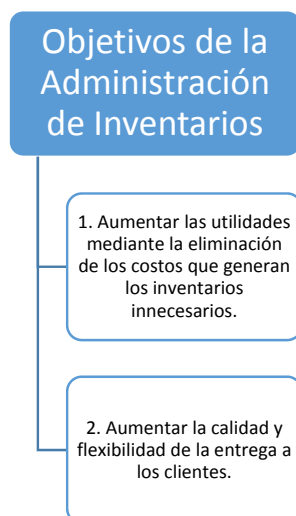 Objetivos de la
Administración
de Inventarios
1. Aumentar las utilidades
mediante la eliminación
de los costos que generan
los inventarios
innecesarios.
2. Aumentar la calidad y
flexibilidad de la entrega a
los clientes.